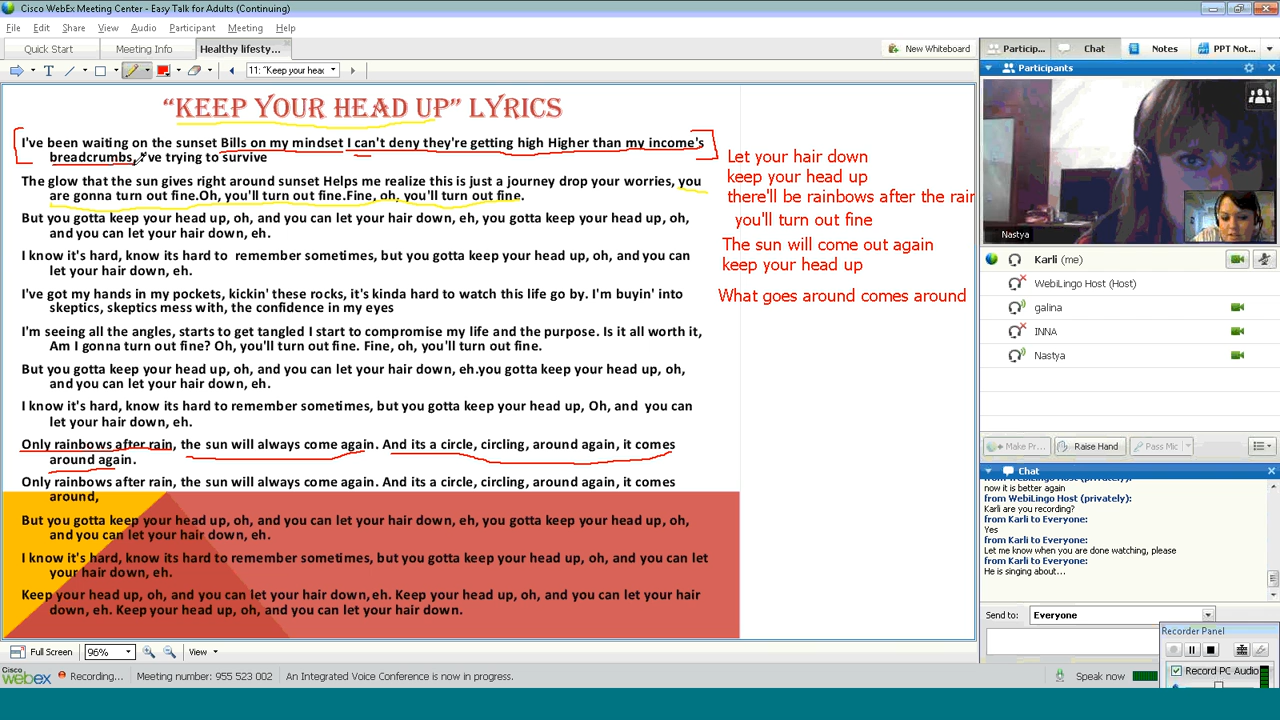 Cisco WebEx Meeting Center - Easy Talk for Adults (Continuing)
File Edit Share View Audio Participant Meeting Help
Quick Start Meeting Info Healthy lifesty... New Whiteboard
11: "Keep your head
"KEEP YOUR HEAD UP" LYRICS
I've been waiting on the sunset Bills on my mindset I can't deny they're getting high Higher than my income's
breadcrumbs, I've trying to survive
The glow that the sun gives right around sunset Helps me realize this is just a journey drop your worries, you
are gonna turn out fine.Oh, you'll turn out fine.Fine, oh, you'll turn out fine.
But you gotta keep your head up, oh, and you can let your hair down, eh, you gotta keep your head up, oh,
and you can let your hair down, eh.
I know it's hard, know its hard to remember sometimes, but you gotta keep your head up, oh, and you can
let your hair down, eh.
I've got my hands in my pockets, kickin' these rocks, it's kinda hard to watch this life go by. I'm buyin' into
skeptics, skeptics mess with, the confidence in my eyes
I'm seeing all the angles, starts to get tangled I start to compromise my life and the purpose. Is it all worth it,
Am I gonna turn out fine? Oh, you'll turn out fine. Fine, oh, you'll turn out fine.
But you gotta keep your head up, oh, and you can let your hair down, eh.you gotta keep your head up, oh,
and you can let your hair down, eh.
I know it's hard, know its hard to remember sometimes, but you gotta keep your head up, Oh, and you can
let your hair down, eh.
Only rainbows after rain, the sun will always come again. And its a circle, circling, around again, it comes
around again.
Only rainbows after rain, the sun will always come again. And its a circle, circling, around again, it comes
around,
But you gotta keep your head up, oh, and you can let your hair down, eh, you gotta keep your head up, oh,
and you can let your hair down, eh.
I know it's hard, know its hard to remember sometimes, but you gotta keep your head up, oh, and you can let
your hair down, eh.
Keep your head up, oh, and you can let your hair down, eh. Keep your head up, oh, and you can let your hair
down, eh. Keep your head up, oh, and you can let your hair down.
Let your hair down
keep your head up
there'll be rainbows after the rain
you'll turn out fine
The sun will come out again
keep your head up
What goes around comes around
Full Screen 96% View
Cisco webex Recording... Meeting number: 955 523 002 An Integrated Voice Conference is now in progress. Speak now
Particip... Chat Notes PPT Not...
Participants
Nastya
Karli (me)
WebiLingo Host (Host)
galina
INNA
Nastya
Make Pr... Raise Hand Pass Mic
Chat
from WebiLingo Host (privately):
now it is better again
from WebiLingo Host (privately):
Karli are you recording?
from Karli to Everyone:
Yes
from Karli to Everyone:
Let me know when you are done watching, please
from Karli to Everyone:
He is singing about...
Send to: Everyone
Recorder Panel
Record PC Audio